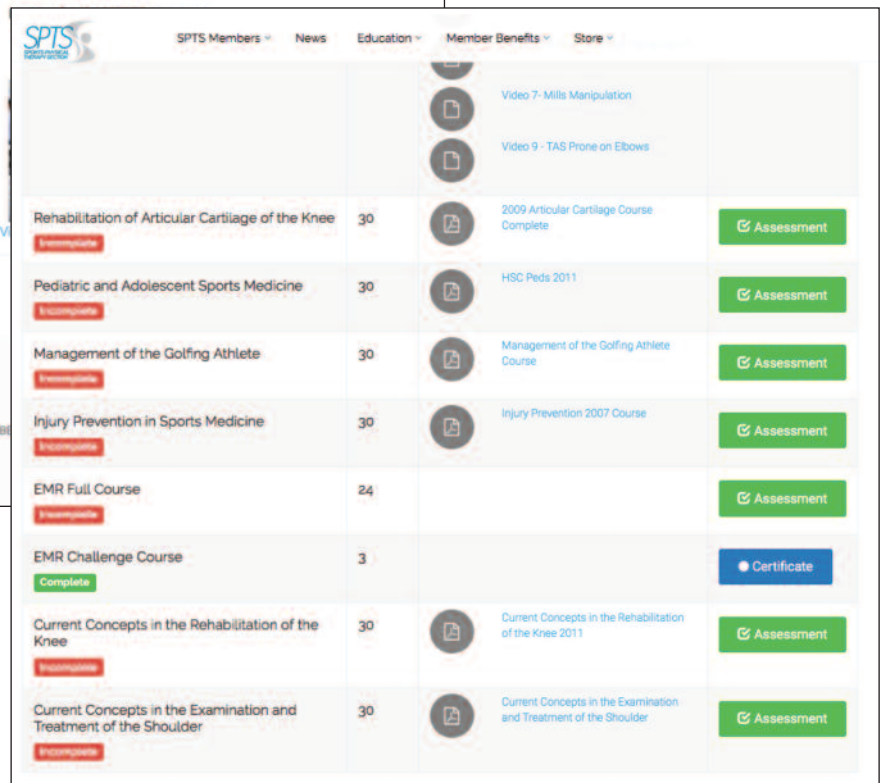 SPTS
SPORTS PHYSICAL
THERAPY SECTION
SPTS Members
News
Education
Member Benefits
Store
Video 7- Mills Manipulation
Video 9 - TAS Prone on Elbows
Rehabilitation of Articular Cartilage of the Knee
Incomplete
30
2009 Articular Cartilage Course
Complete
Assessment
Pediatric and Adolescent Sports Medicine
Incomplete
30
HSC Peds 2011
Assessment
Management of the Golfing Athlete
Incomplete
30
Management of the Golfing Athlete
Course
Assessment
Injury Prevention in Sports Medicine
Incomplete
30
Injury Prevention 2007 Course
Assessment
EMR Full Course
Incomplete
24
Assessment
EMR Challenge Course
Complete
3
Certificate
Current Concepts in the Rehabilitation of the
Knee
Incomplete
30
Current Concepts in the Rehabilitation
of the Knee 2011
Assessment
Current Concepts in the Examination and
Treatment of the Shoulder
Incomplete
30
Current Concepts in the Examination
and Treatment of the Shoulder
Assessment